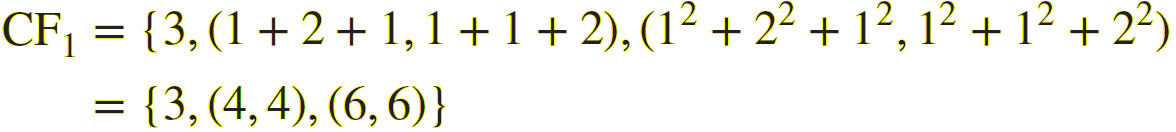 CF₁ = {3, (1 + 2 + 1, 1 + 1 + 2), (1² + 2² + 1², 1² + 1² + 2²)
= {3, (4, 4), (6, 6)}